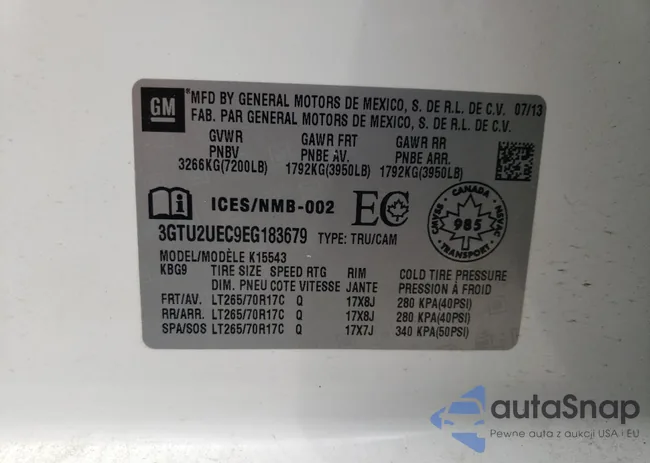 GM
*MFD BY GENERAL MOTORS DE MEXICO, S. DE R.L. DE C.V. 07/13
FAB. PAR GENERAL MOTORS DE MEXICO, S. DE R.L. DE C.V.
GVWR GAWR FRT GAWR RR
PNBV PNBE AV. PNBE ARR.
3266KG(7200LB) 1792KG(3950LB) 1792KG(3950LB)
i ICES/NMB-002 EC
CANADA
CMVSS NSVAC
985
TRANSPORT
3GTU2UEC9EG183679 TYPE: TRU/CAM
MODEL/MODÈLE K15543
KBG9 TIRE SIZE SPEED RTG RIM COLD TIRE PRESSURE
DIM. PNEU COTE VITESSE JANTE PRESSION À FROID
FRT/AV. LT265/70R17C Q 17X8J 280 KPA(40PSI)
RR/ARR. LT265/70R17C Q 17X8J 280 KPA(40PSI)
SPA/SOS LT265/70R17C Q 17X7J 340 KPA(50PSI)
autaSnap
Pewne auta z aukcji USA i EU